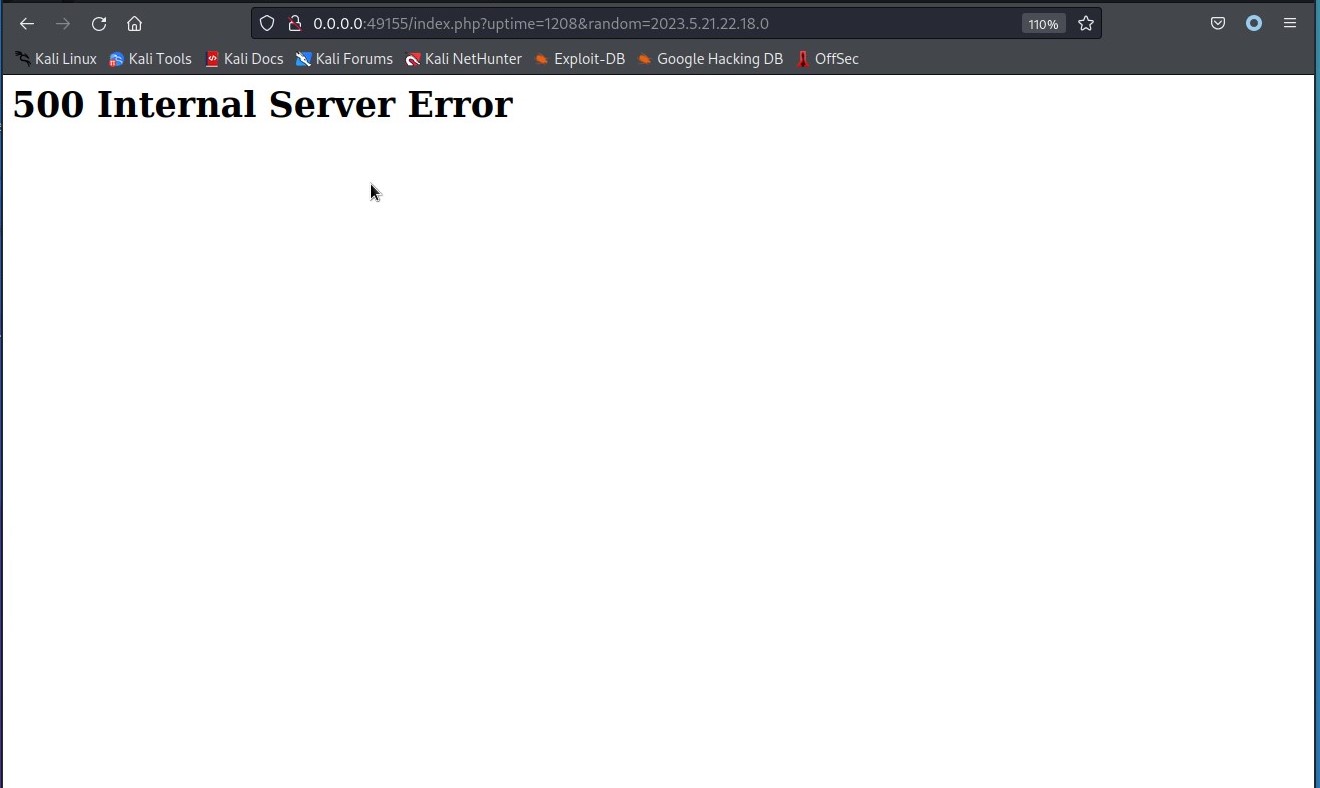 0.0.0.0:49155/index.php?uptime=1208&random=2023.5.21.22.18.0 110%
Kali Linux Kali Tools Kali Docs Kali Forums Kali NetHunter Exploit-DB Google Hacking DB OffSec
500 Internal Server Error